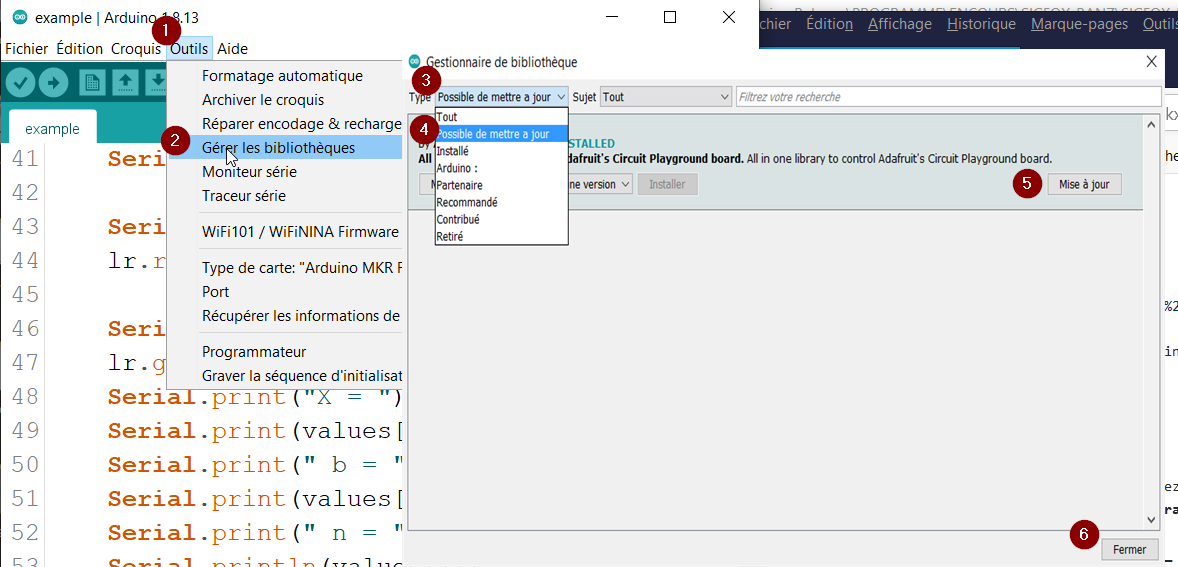 example | Arduino 1.8.13
1
Fichier Édition Croquis Outils Aide
example
Formatage automatique
Archiver le croquis
Réparer encodage & recharge
2
Gérer les bibliothèques
Moniteur série
Traceur série
WiFi101 / WiFiNINA Firmware
Type de carte: "Arduino MKR F
Port
Récupérer les informations de
Programmateur
Graver la séquence d'initialisat
41 Seri
42
43 Seri
44 lr.r
45
46 Seri
47 lr.g
48 Serial.print("X = ")
49 Serial.print(values[
50 Serial.print(" b = "
51 Serial.print(values[
52 Serial.print(" n = "
53 Serial.println(value
chier Édition Affichage Historique Marque-pages Outils
Gestionnaire de bibliothèque
3
Type Possible de mettre a jour Sujet Tout Filtrez votre recherche
Tout
4
Possible de mettre a jour
Installé
Arduino :
Partenaire
Recommandé
Contribué
Retiré
STALLED
All dafruit's Circuit Playground board. All in one library to control Adafruit's Circuit Playground board.
ne version Installer
5
Mise à jour
6
Fermer